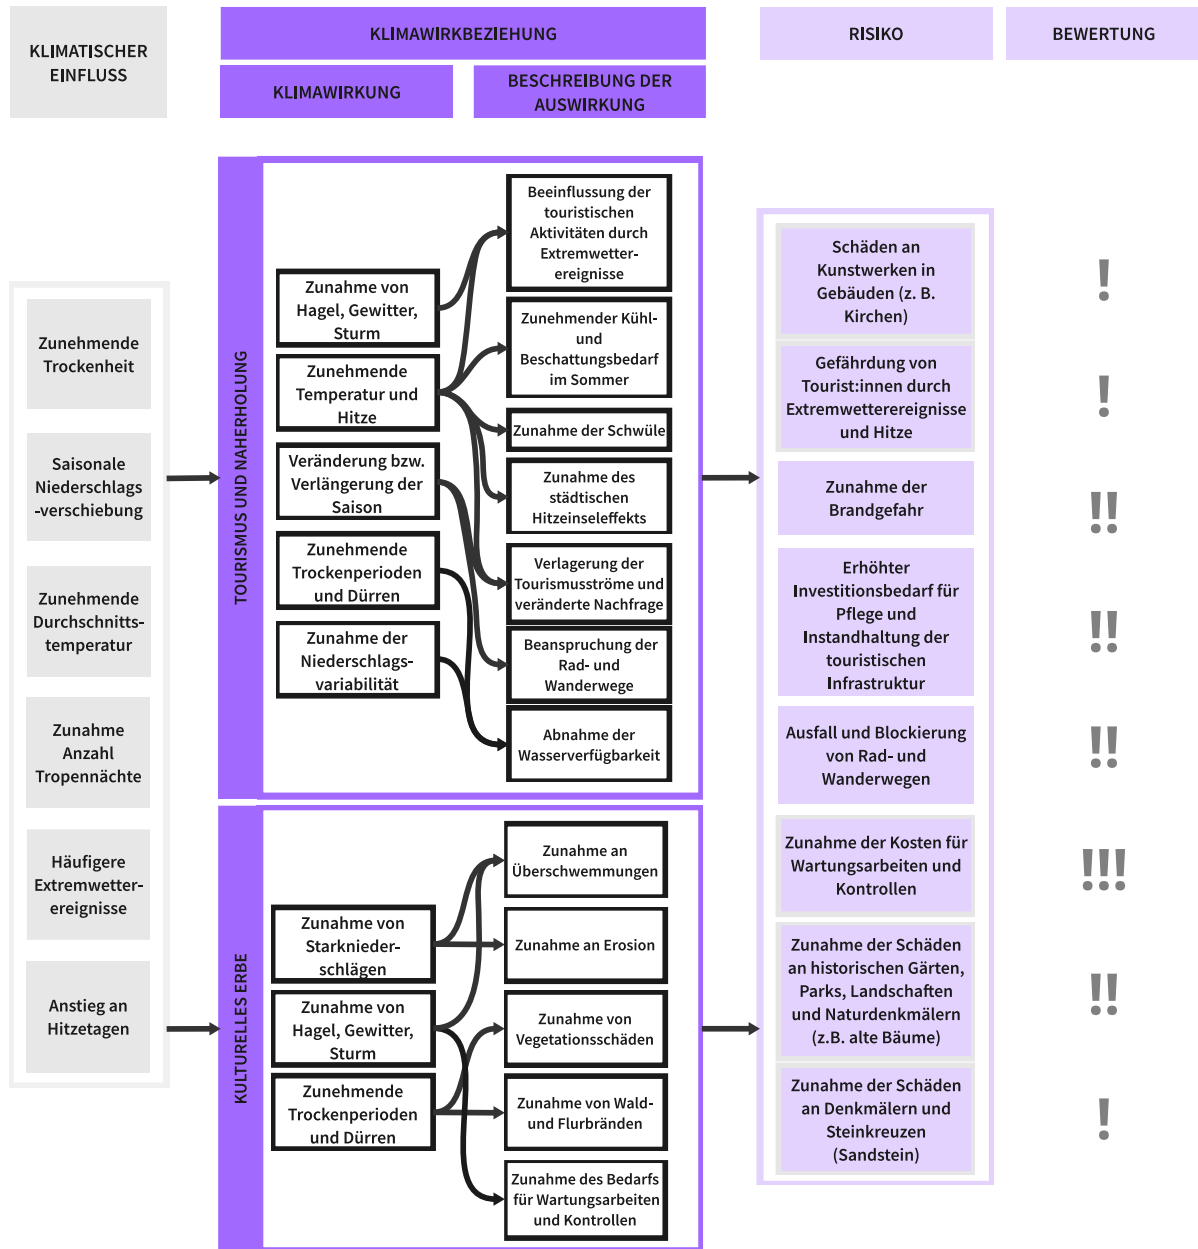 KLIMATISCHER
EINFLUSS
KLIMAWIRKBEZIEHUNG
KLIMAWIRKUNG
BESCHREIBUNG DER
AUSWIRKUNG
RISIKO
BEWERTUNG
Zunehmende
Trockenheit
Saisonale
Niederschlags
-verschiebung
Zunehmende
Durchschnitts-
temperatur
Zunahme
Anzahl
Tropennächte
Häufigere
Extremwetter-
ereignisse
Anstieg an
Hitzetagen
TOURISMUS UND NAHERHOLUNG
Zunahme von
Hagel, Gewitter,
Sturm
Zunehmende
Temperatur und
Hitze
Veränderung bzw.
Verlängerung der
Saison
Zunehmende
Trockenperioden
und Dürren
Zunahme der
Niederschlags-
variabilität
Beeinflussung der
touristischen
Aktivitäten durch
Extremwetter-
ereignisse
Zunehmender Kühl-
und
Beschattungsbedarf
im Sommer
Zunahme der Schwüle
Zunahme des
städtischen
Hitzeinseleffekts
Verlagerung der
Tourismusströme und
veränderte Nachfrage
Beanspruchung der
Rad- und
Wanderwege
Abnahme der
Wasserverfügbarkeit
KULTURELLES ERBE
Zunahme von
Starknieder-
schlägen
Zunahme von
Hagel, Gewitter,
Sturm
Zunehmende
Trockenperioden
und Dürren
Zunahme an
Überschwemmungen
Zunahme an Erosion
Zunahme von
Vegetationsschäden
Zunahme von Wald-
und Flurbränden
Zunahme des Bedarfs
für Wartungsarbeiten
und Kontrollen
Schäden an
Kunstwerken in
Gebäuden (z. B.
Kirchen)
!
Gefährdung von
Tourist:innen durch
Extremwetterereignisse
und Hitze
!
Zunahme der
Brandgefahr
!!
Erhöhter
Investitionsbedarf für
Pflege und
Instandhaltung der
touristischen
Infrastruktur
!!
Ausfall und Blockierung
von Rad- und
Wanderwegen
!!
Zunahme der Kosten für
Wartungsarbeiten und
Kontrollen
!!!
Zunahme der Schäden
an historischen Gärten,
Parks, Landschaften
und Naturdenkmälern
(z.B. alte Bäume)
!!
Zunahme der Schäden
an Denkmälern und
Steinkreuzen
(Sandstein)
!